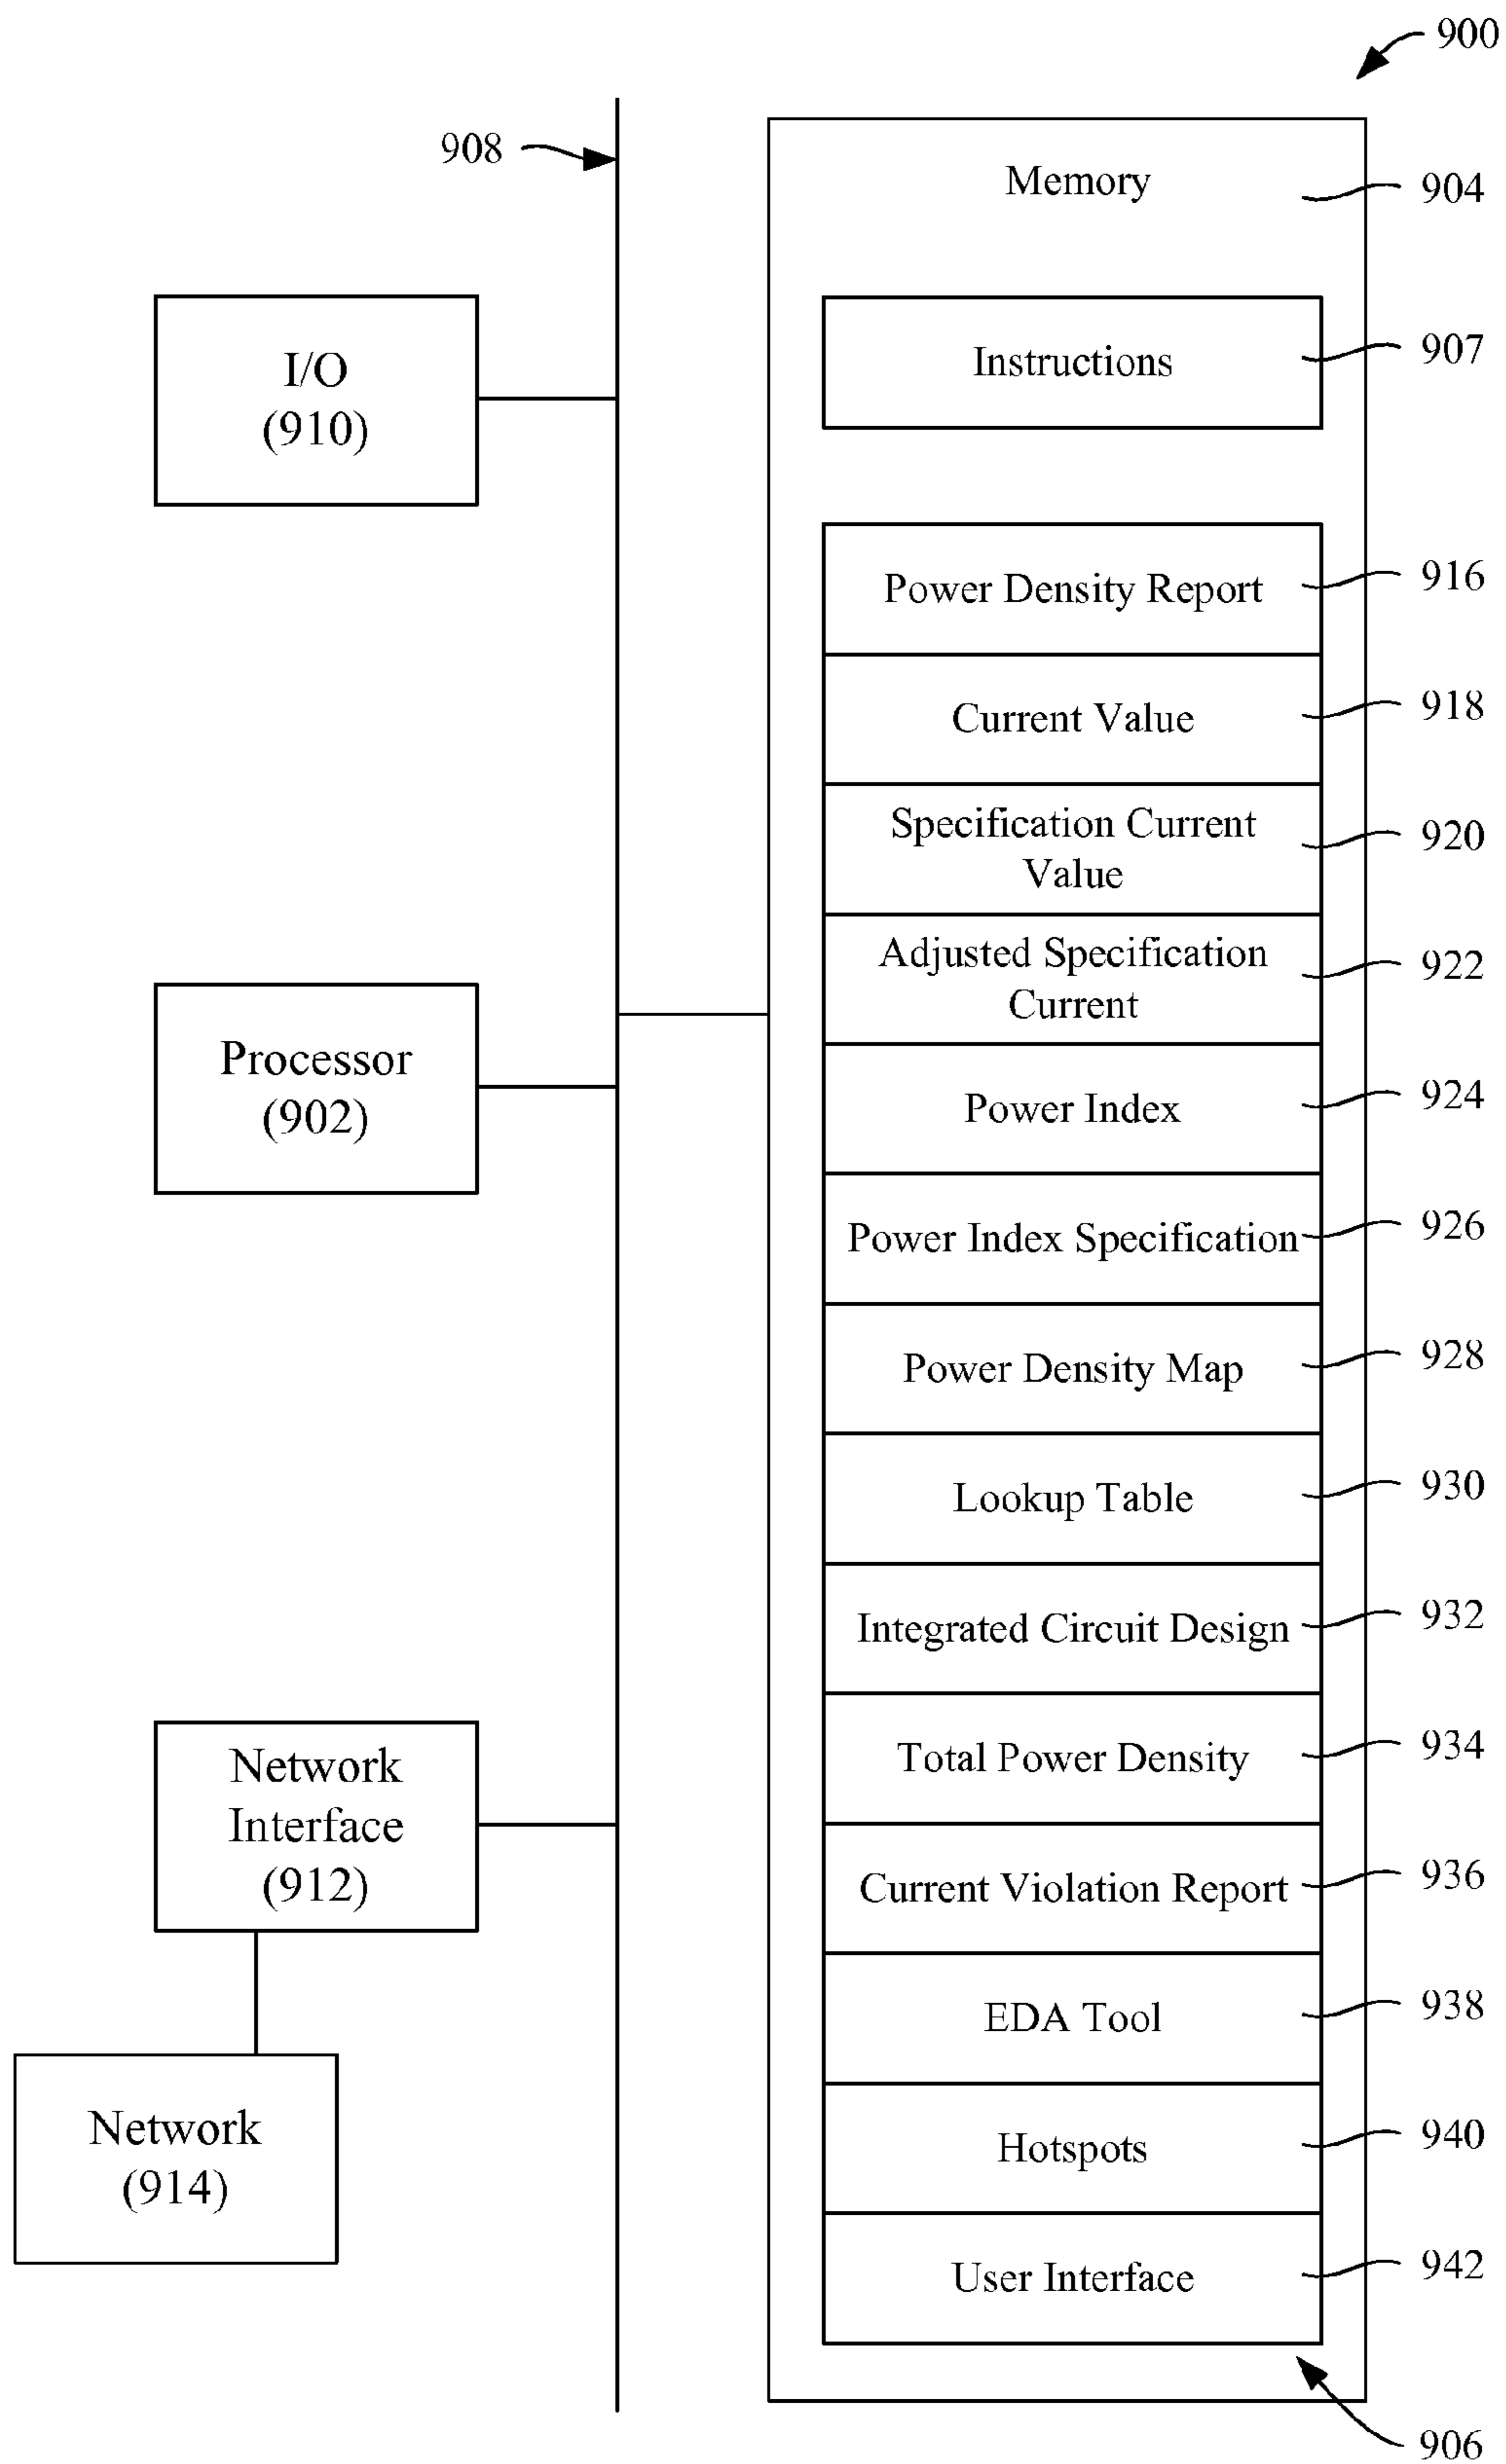 900
908
Memory
904
I/O
(910)
Instructions
907
Power Density Report
916
Current Value
918
Specification Current
Value
920
Adjusted Specification
Current
922
Processor
(902)
Power Index
924
Power Index Specification
926
Power Density Map
928
Lookup Table
930
Integrated Circuit Design
932
Network
Interface
(912)
Total Power Density
934
Current Violation Report
936
EDA Tool
938
Network
(914)
Hotspots
940
User Interface
942
906